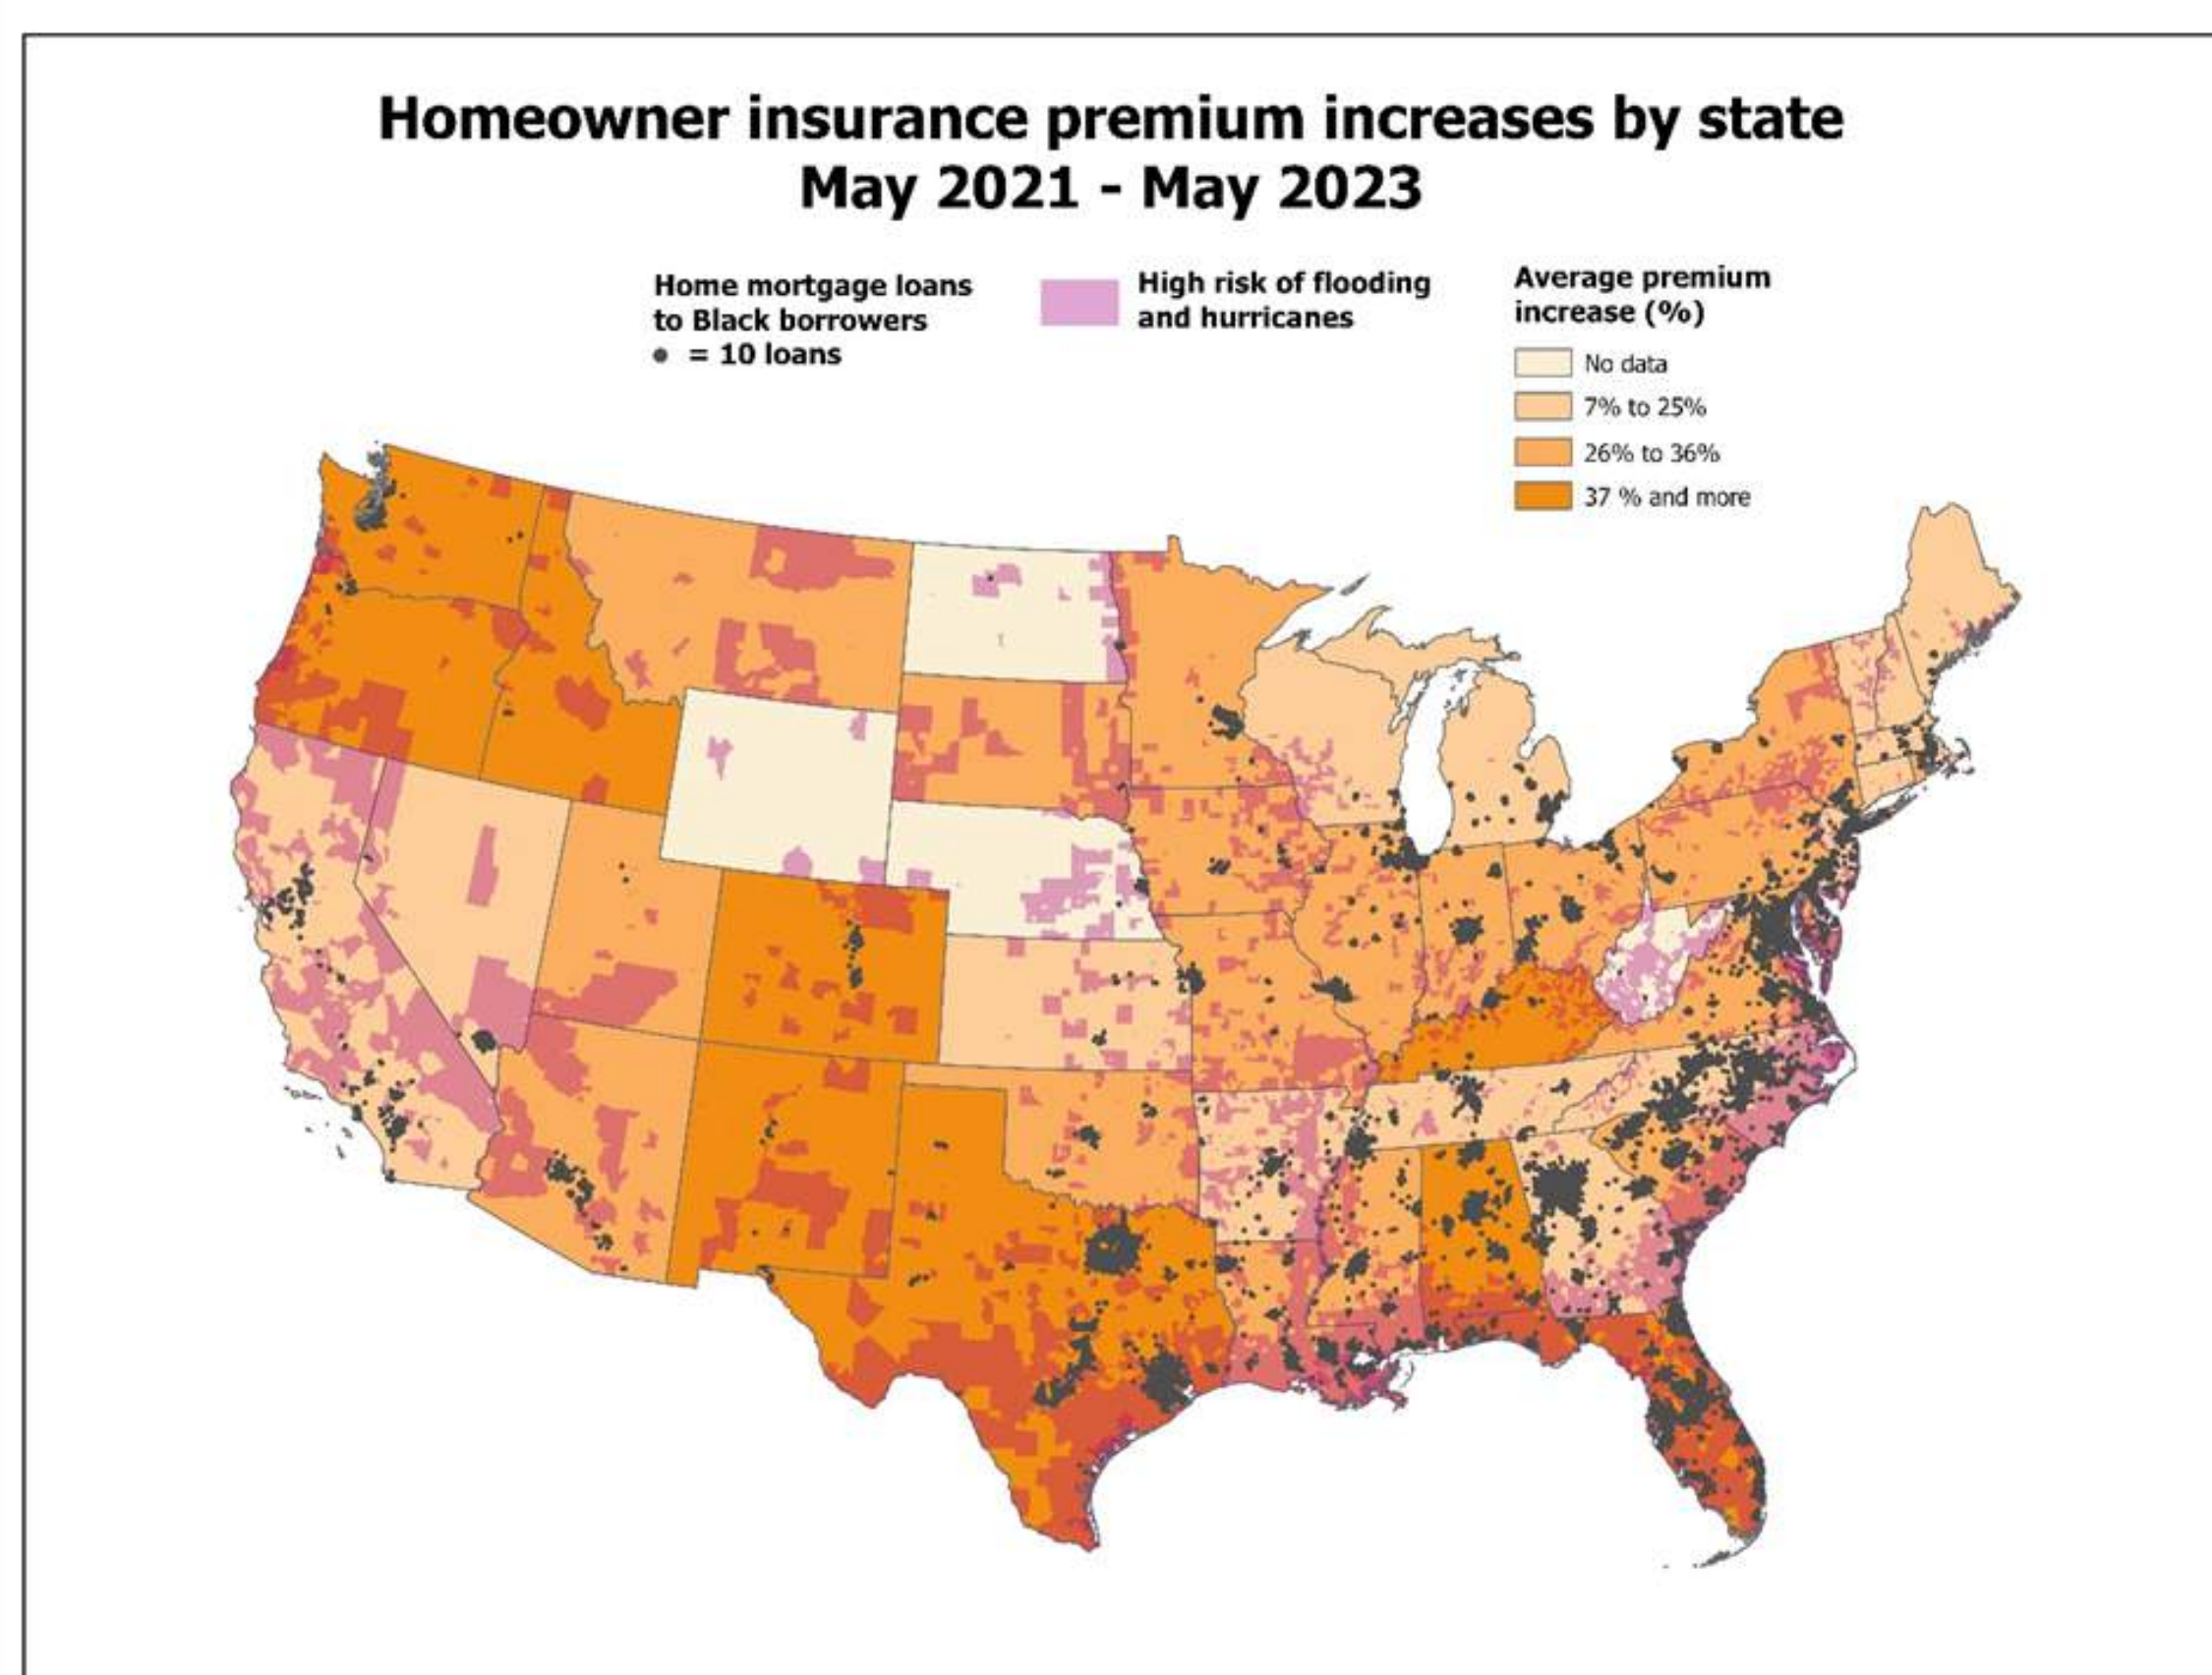 Homeowner insurance premium increases by state
May 2021 - May 2023
Home mortgage loans
to Black borrowers
= 10 loans
High risk of flooding
and hurricanes
Average premium
increase (%)
No data
7% to 25%
26% to 36%
37 % and more